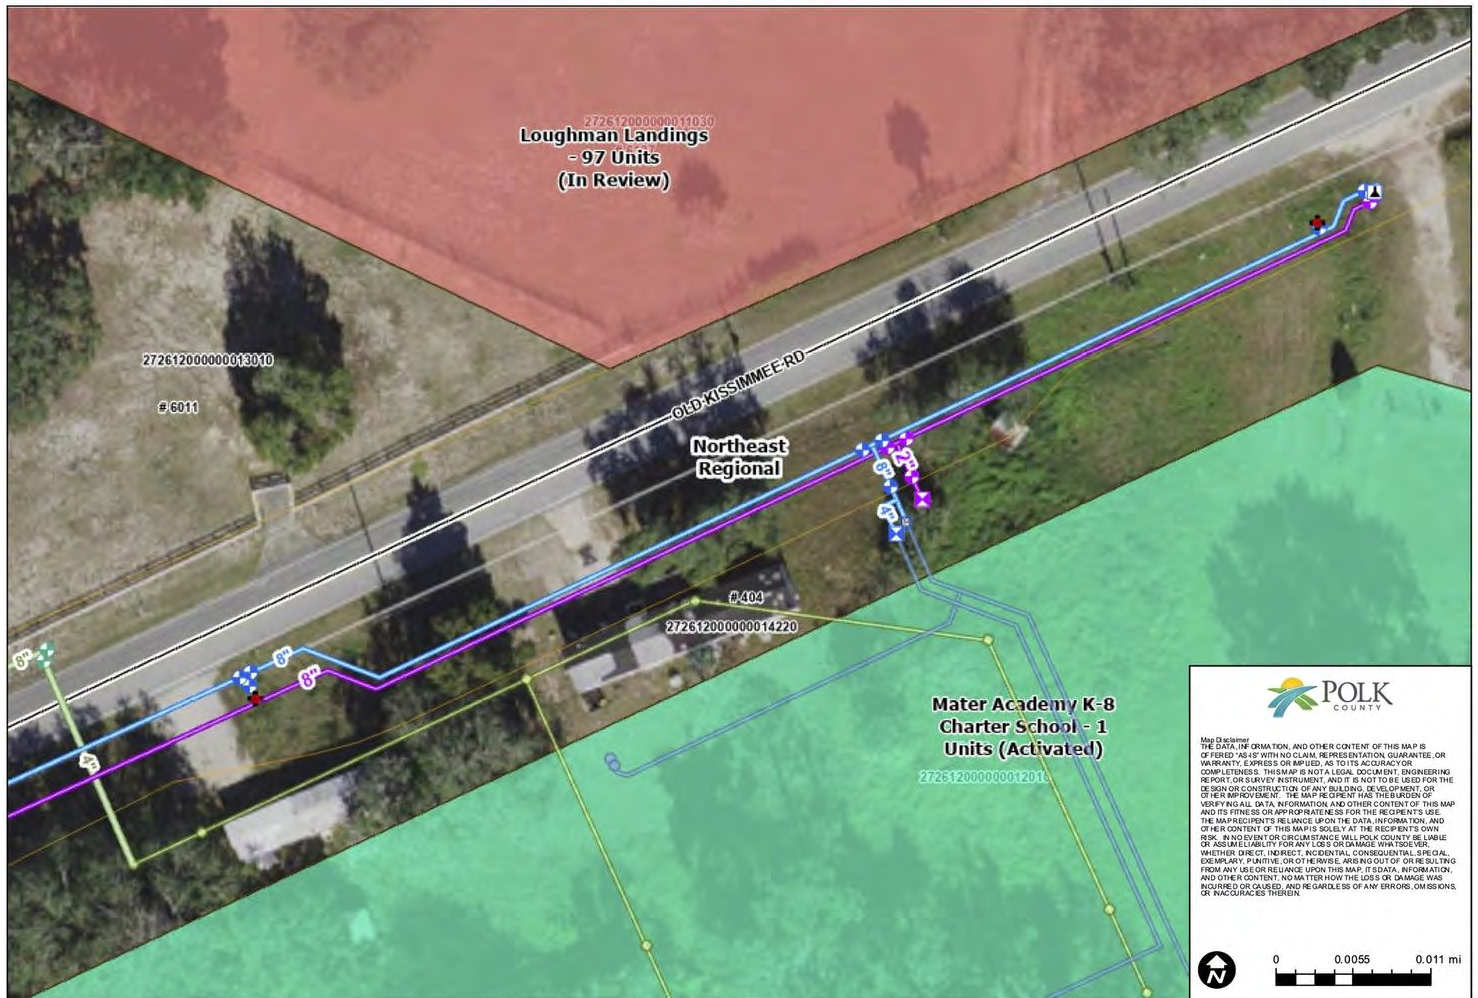 272612000000011030
Loughman Landings
- 97 Units
(In Review)
272612000000013010
# 6011
OLD-KISSIMMEE-RD
Northeast
Regional
8"
2"
4"
# 404
272612000000014220
8"
8"
8"
4"
Mater Academy K-8
Charter School - 1
Units (Activated)
272612000000012010
POLK
COUNTY
Map Disclaimer
THE DATA, INFORMATION, AND OTHER CONTENT OF THIS MAP IS
OFFERED "AS-IS" WITH NO CLAIM, REPRESENTATION, GUARANTEE, OR
WARRANTY, EXPRESS OR IMPLIED, AS TO ITS ACCURACY OR
COMPLETENESS. THIS MAP IS NOT A LEGAL DOCUMENT, ENGINEERING
REPORT, OR SURVEY INSTRUMENT, AND IT IS NOT TO BE USED FOR THE
DESIGN OR CONSTRUCTION OF ANY BUILDING, DEVELOPMENT, OR
OTHER IMPROVEMENT. THE MAP RECIPIENT HAS THE BURDEN OF
VERIFYING ALL DATA, INFORMATION, AND OTHER CONTENT OF THIS MAP
AND ITS FITNESS OR APPROPRIATENESS FOR THE RECIPIENT'S USE.
THE MAP RECIPIENT'S RELIANCE UPON THE DATA, INFORMATION, AND
OTHER CONTENT OF THIS MAP IS SOLELY AT THE RECIPIENT'S OWN
RISK. IN NO EVENT OR CIRCUMSTANCE WILL POLK COUNTY BE LIABLE
OR ASSUME LIABILITY FOR ANY LOSS OR DAMAGE WHATSOEVER,
WHETHER DIRECT, INDIRECT, INCIDENTAL, CONSEQUENTIAL, SPECIAL,
EXEMPLARY, PUNITIVE, OR OTHERWISE, ARISING OUT OF OR RESULTING
FROM ANY USE OR RELIANCE UPON THIS MAP, ITS DATA, INFORMATION,
AND OTHER CONTENT, NO MATTER HOW THE LOSS OR DAMAGE WAS
INCURRED OR CAUSED, AND REGARDLESS OF ANY ERRORS, OMISSIONS,
OR INACCURACIES THEREIN.
N
0 0.0055 0.011 mi